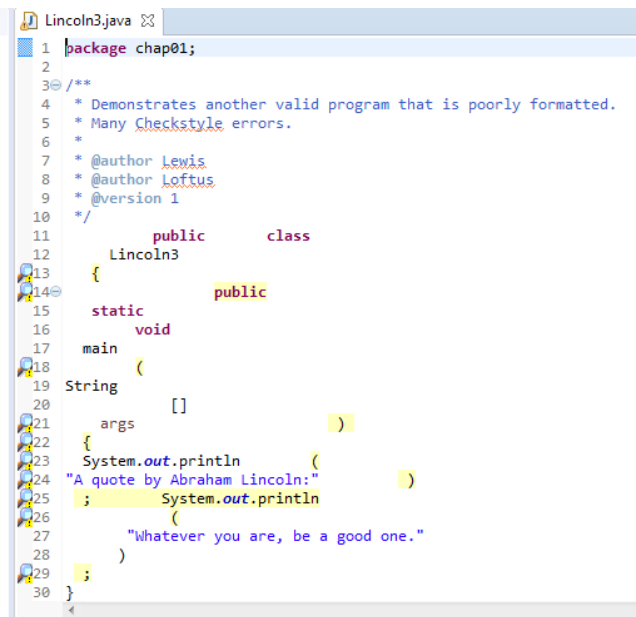 Lincoln3.java
1 package chap01;
2
3 /**
4 * Demonstrates another valid program that is poorly formatted.
5 * Many Checkstyle errors.
6 *
7 * @author Lewis
8 * @author Loftus
9 * @version 1
10 */
11 public class
12 Lincoln3
13 {
14 public
15 static
16 void
17 main
18 (
19 String
20 []
21 args )
22 {
23 System.out.println (
24 "A quote by Abraham Lincoln:" )
25 ; System.out.println
26 (
27 "Whatever you are, be a good one."
28 )
29 ;
30 }